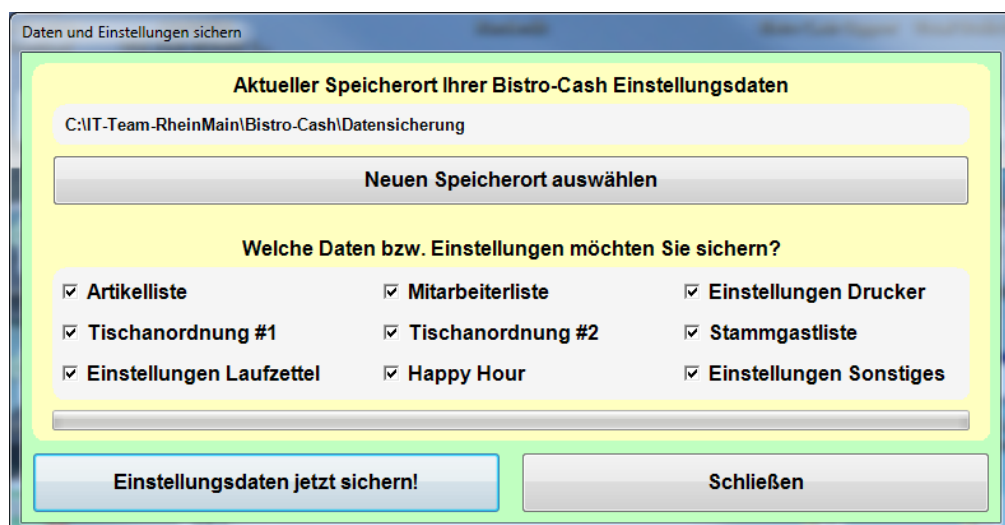 Daten und Einstellungen sichern
Aktueller Speicherort Ihrer Bistro-Cash Einstellungsdaten
C:\IT-Team-RheinMain\Bistro-Cash\Datensicherung
Neuen Speicherort auswählen
Welche Daten bzw. Einstellungen möchten Sie sichern?
Artikelliste Mitarbeiterliste Einstellungen Drucker
Tischanordnung #1 Tischanordnung #2 Stammgastliste
Einstellungen Laufzettel Happy Hour Einstellungen Sonstiges
Einstellungsdaten jetzt sichern! Schließen